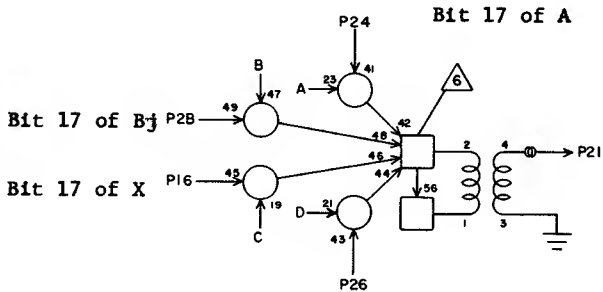 Bit 17 of A
P24
B
41
A 23
6
47
Bit 17 of Bj P28 49
42
48
2
4
P21
46
Bit 17 of X P16 45
44
19
D 21
56
C
43
1
3
P26